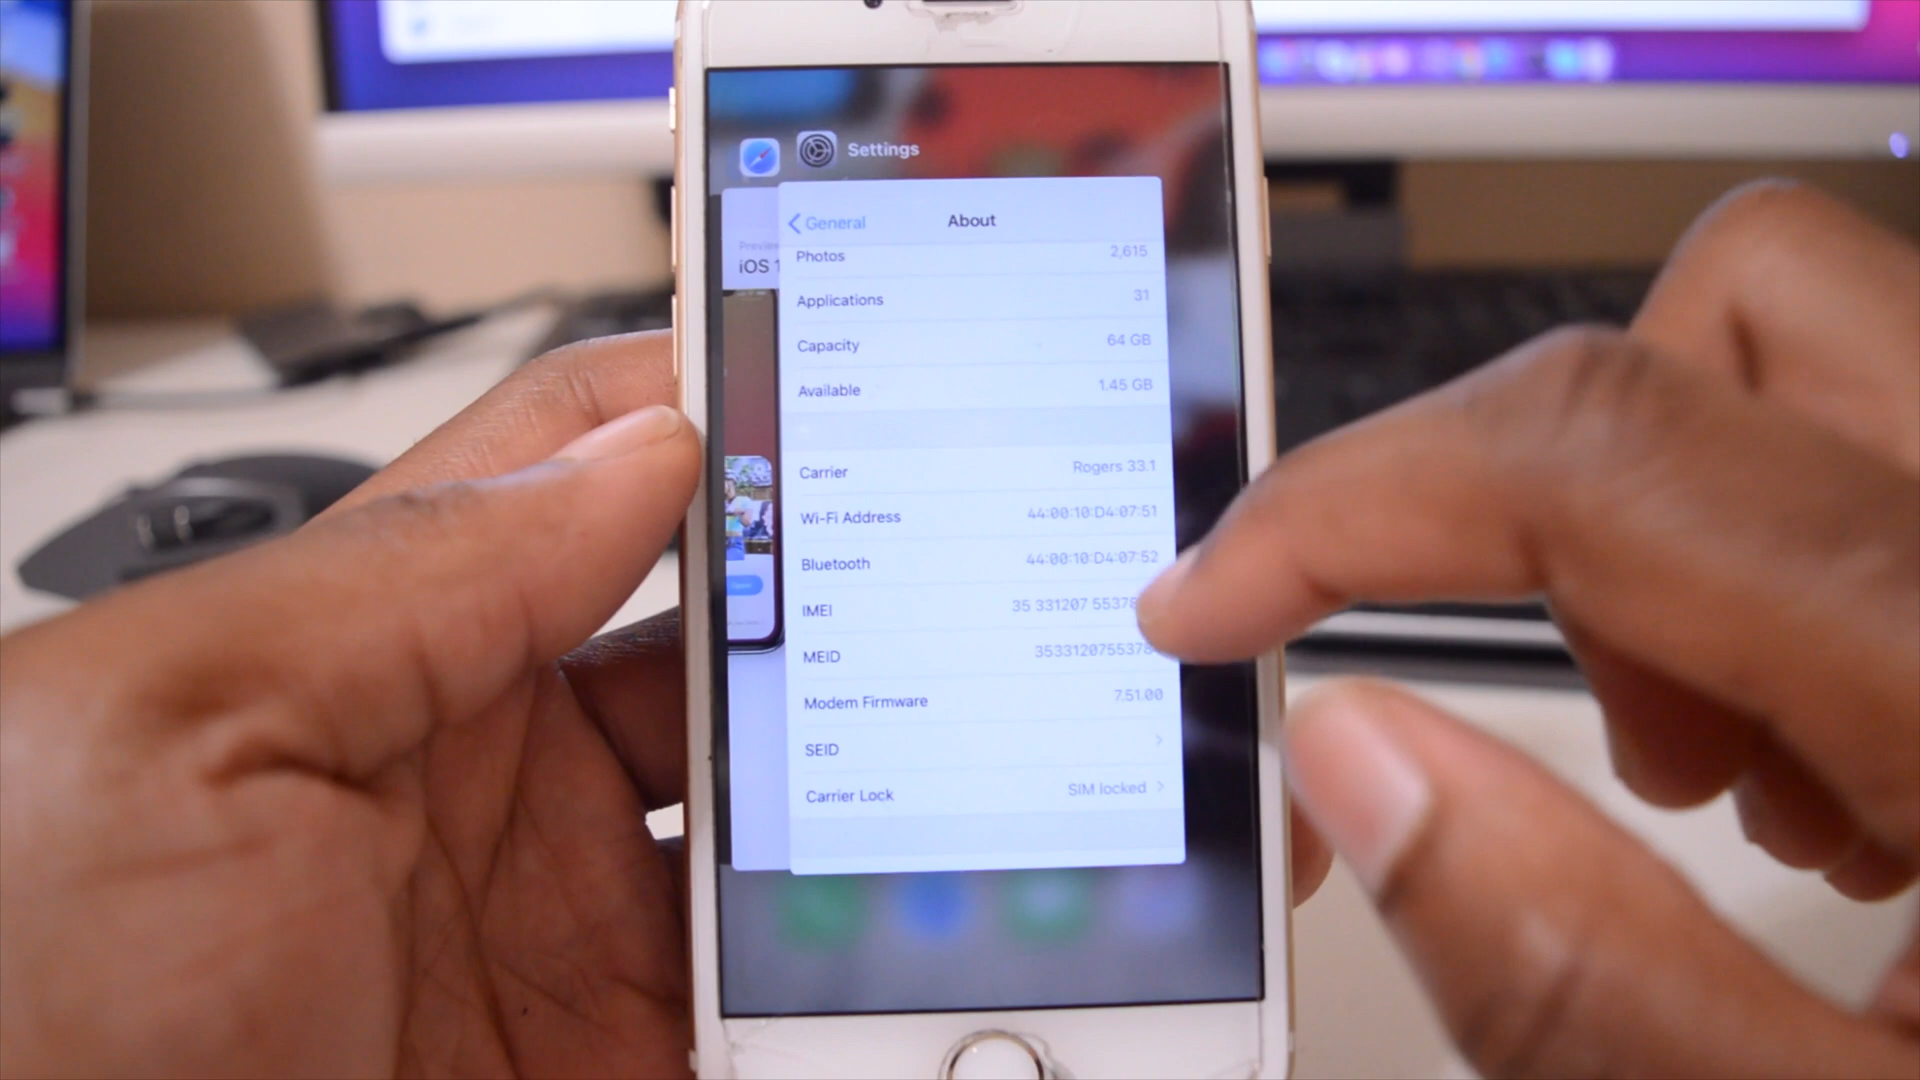 Settings
General
About
iOS 1
Photos 2,615
Applications 31
Capacity 64 GB
Available 1.45 GB
Carrier Rogers 33.1
Wi-Fi Address 44:00:10:D4:07:51
Bluetooth 44:00:10:D4:07:52
IMEI 35 331207 5537
MEID 3533120755378
Modem Firmware 7.51.00
SEID
Carrier Lock SIM locked